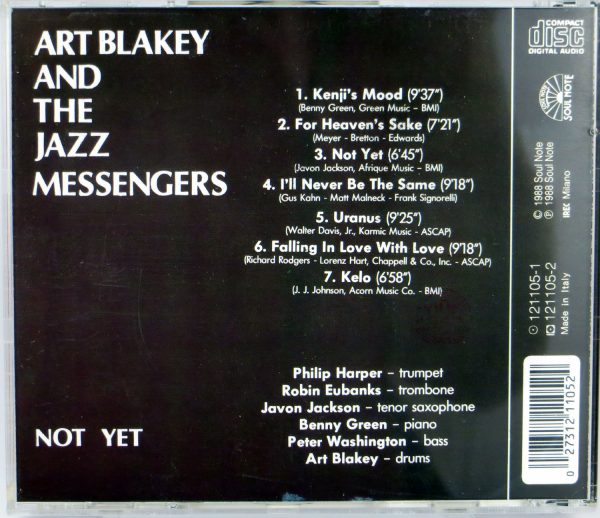 ART BLAKEY
AND
THE
JAZZ
MESSENGERS
1. Kenji's Mood (9'37")
(Benny Green, Green Music – BMI)
2. For Heaven's Sake (7'21")
(Meyer - Bretton - Edwards)
3. Not Yet (6'45")
(Javon Jackson, Afrique Music – BMI)
4. I'll Never Be The Same (9'18")
(Gus Kahn - Matt Malneck - Frank Signorelli)
5. Uranus (9'25")
(Walter Davis, Jr., Karmic Music - ASCAP)
6. Falling In Love With Love (9'18")
(Richard Rodgers - Lorenz Hart, Chappell & Co., Inc. - ASCAP)
7. Kelo (6'58")
(J. J. Johnson, Acorn Music Co. - BMI)
Philip Harper – trumpet
Robin Eubanks – trombone
Javon Jackson – tenor saxophone
Benny Green – piano
Peter Washington – bass
Art Blakey – drums
NOT YET
COMPACT
disc
DIGITAL AUDIO
SOUL NOTE
SOUL NOTE
© 1988 Soul Note
℗ 1988 Soul Note
IREC Milano
121105-1
121105-2
Made in Italy
0 27312 11052